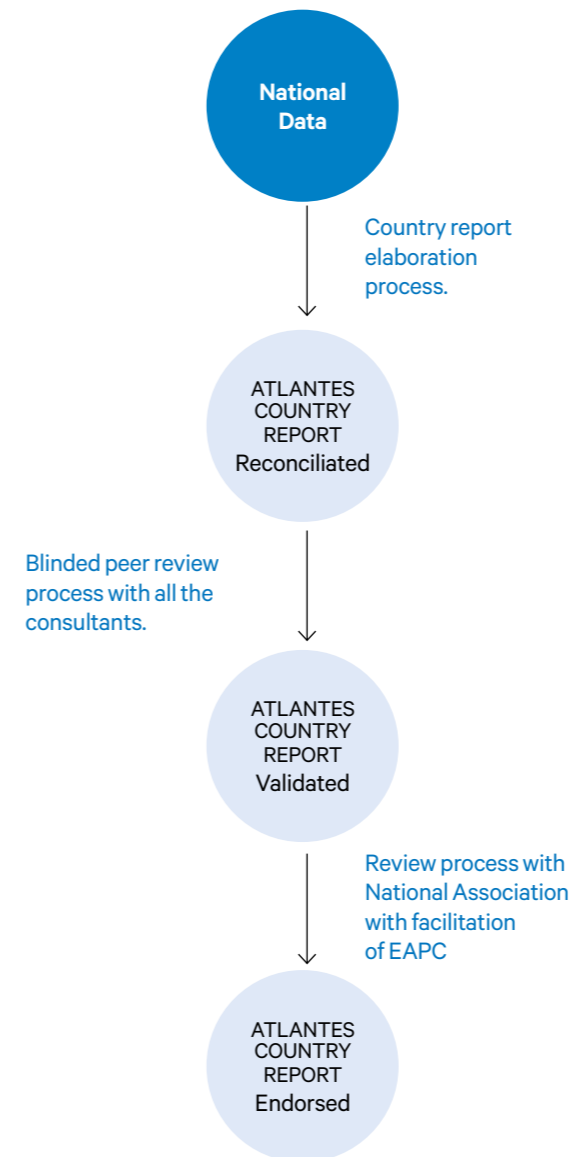 National
Data
Country report
elaboration
process.
ATLANTES
COUNTRY
REPORT
Reconciliated
Blinded peer review
process with all the
consultants.
ATLANTES
COUNTRY
REPORT
Validated
Review process with
National Association
with facilitation
of EAPC
ATLANTES
COUNTRY
REPORT
Endorsed